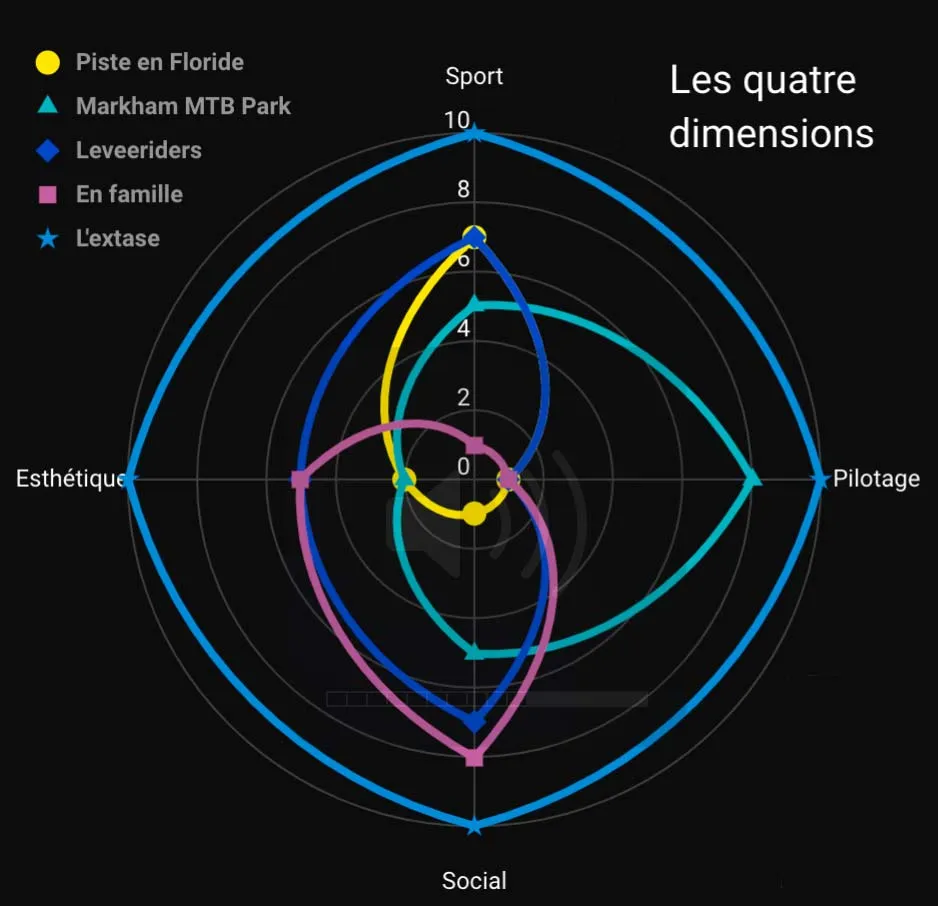 Piste en Floride
Markham MTB Park
Leveeriders
En famille
L'extase
Les quatre
dimensions
Sport
10
8
6
4
2
0
Esthétique
Pilotage
Social